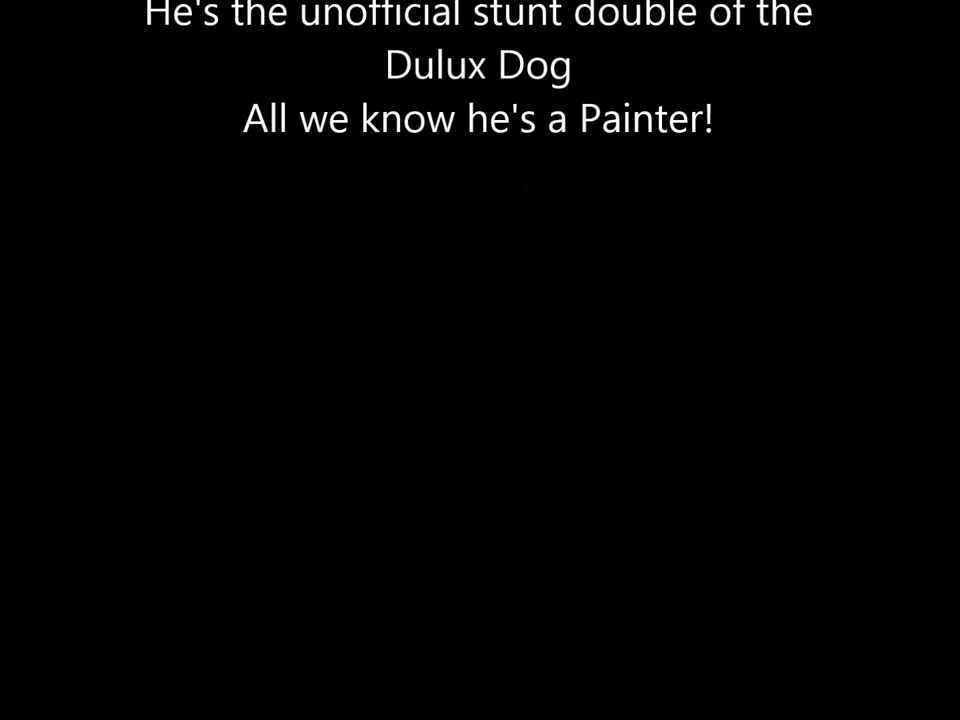 He's the unofficial stunt double of the
Dulux Dog
All we know he's a Painter!